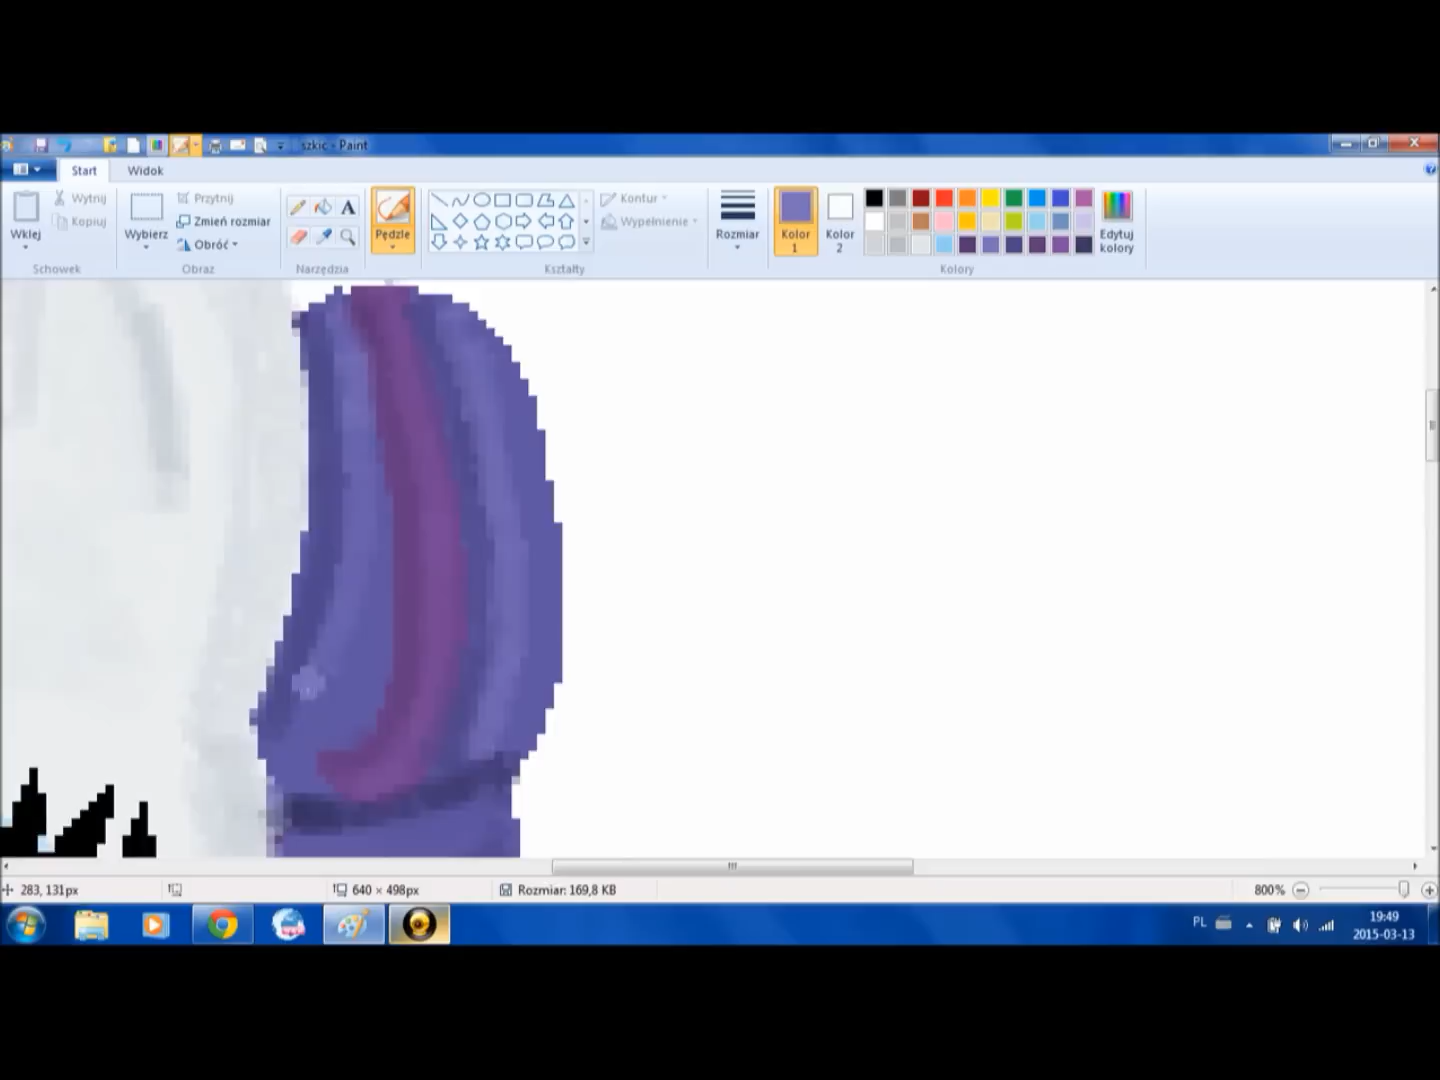 szkic - Paint
Start Widok
Wklej
Wytnij
Kopiuj
Schowek
Wybierz
Przytnij
Zmień rozmiar
Obróć
Obraz
A
Narzędzia
Pędzle
Kontur
Wypełnienie
Kształty
Rozmiar
Kolor 1
Kolor 2
Edytuj kolory
Kolory
283, 131px
640 × 498px
Rozmiar: 169,8 KB
800%
PL
19:49
2015-03-13